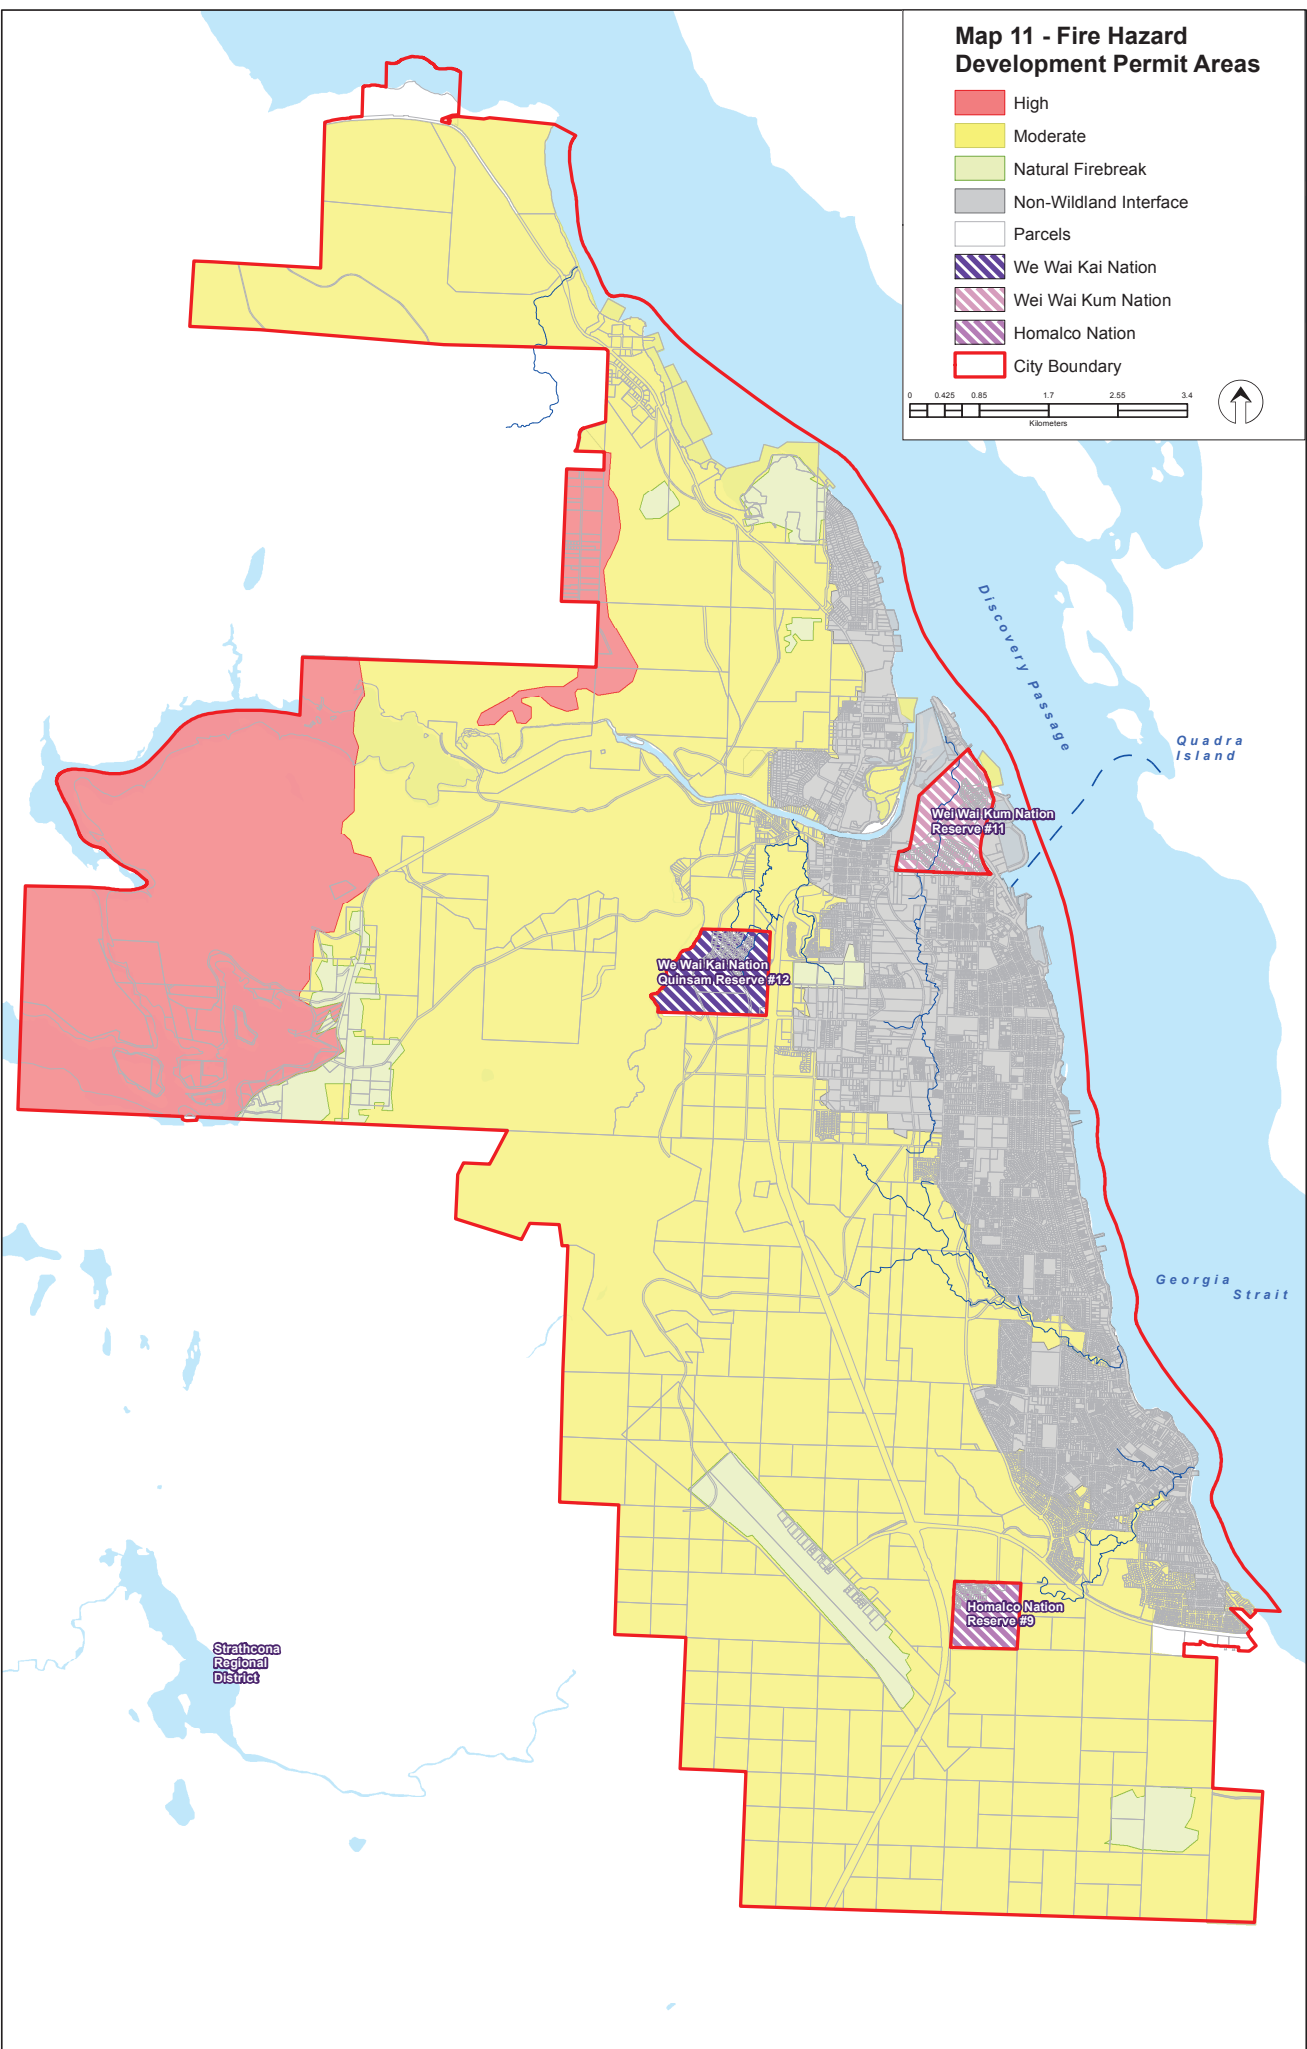 Map 11 - Fire Hazard
Development Permit Areas
High
Moderate
Natural Firebreak
Non-Wildland Interface
Parcels
We Wai Kai Nation
Wei Wai Kum Nation
Homalco Nation
City Boundary
0 0.425 0.85 1.7 2.55 3.4
Kilometers
Discovery Passage
Quadra
Island
Wei Wai Kum Nation
Reserve #11
We Wai Kai Nation
Quinsam Reserve #12
Georgia
Strait
Homalco Nation
Reserve #9
Strathcona
Regional
District